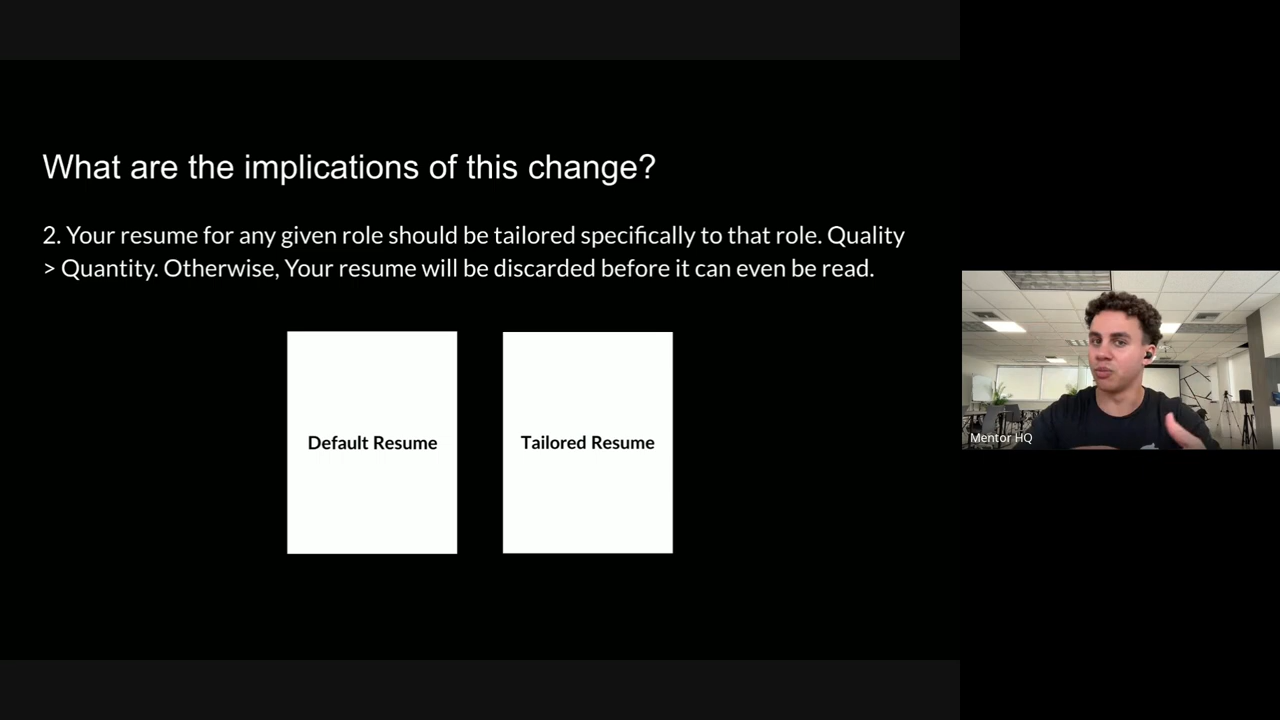 What are the implications of this change?
2. Your resume for any given role should be tailored specifically to that role. Quality
> Quantity. Otherwise, Your resume will be discarded before it can even be read.
Default Resume
Tailored Resume
Mentor HQ